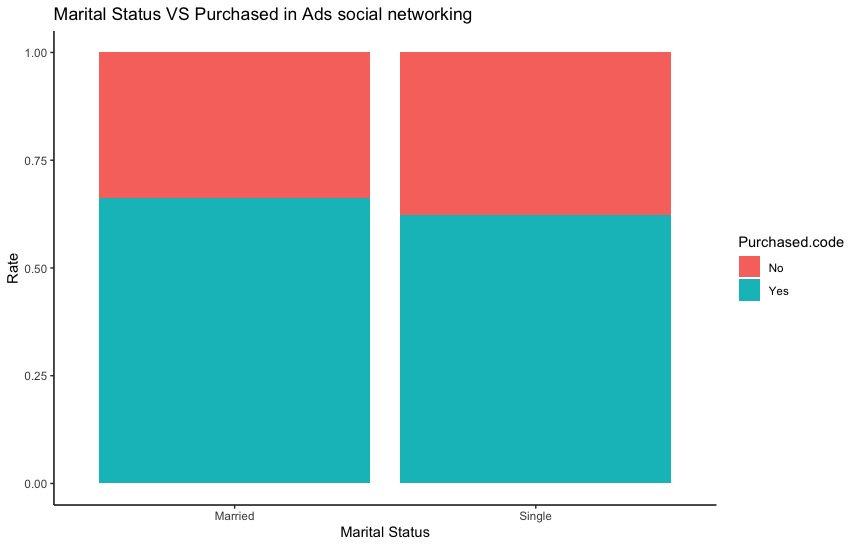 Marital Status VS Purchased in Ads social networking
1.00
0.75
0.50
0.25
0.00
Rate
Married
Single
Marital Status
Purchased.code
No
Yes